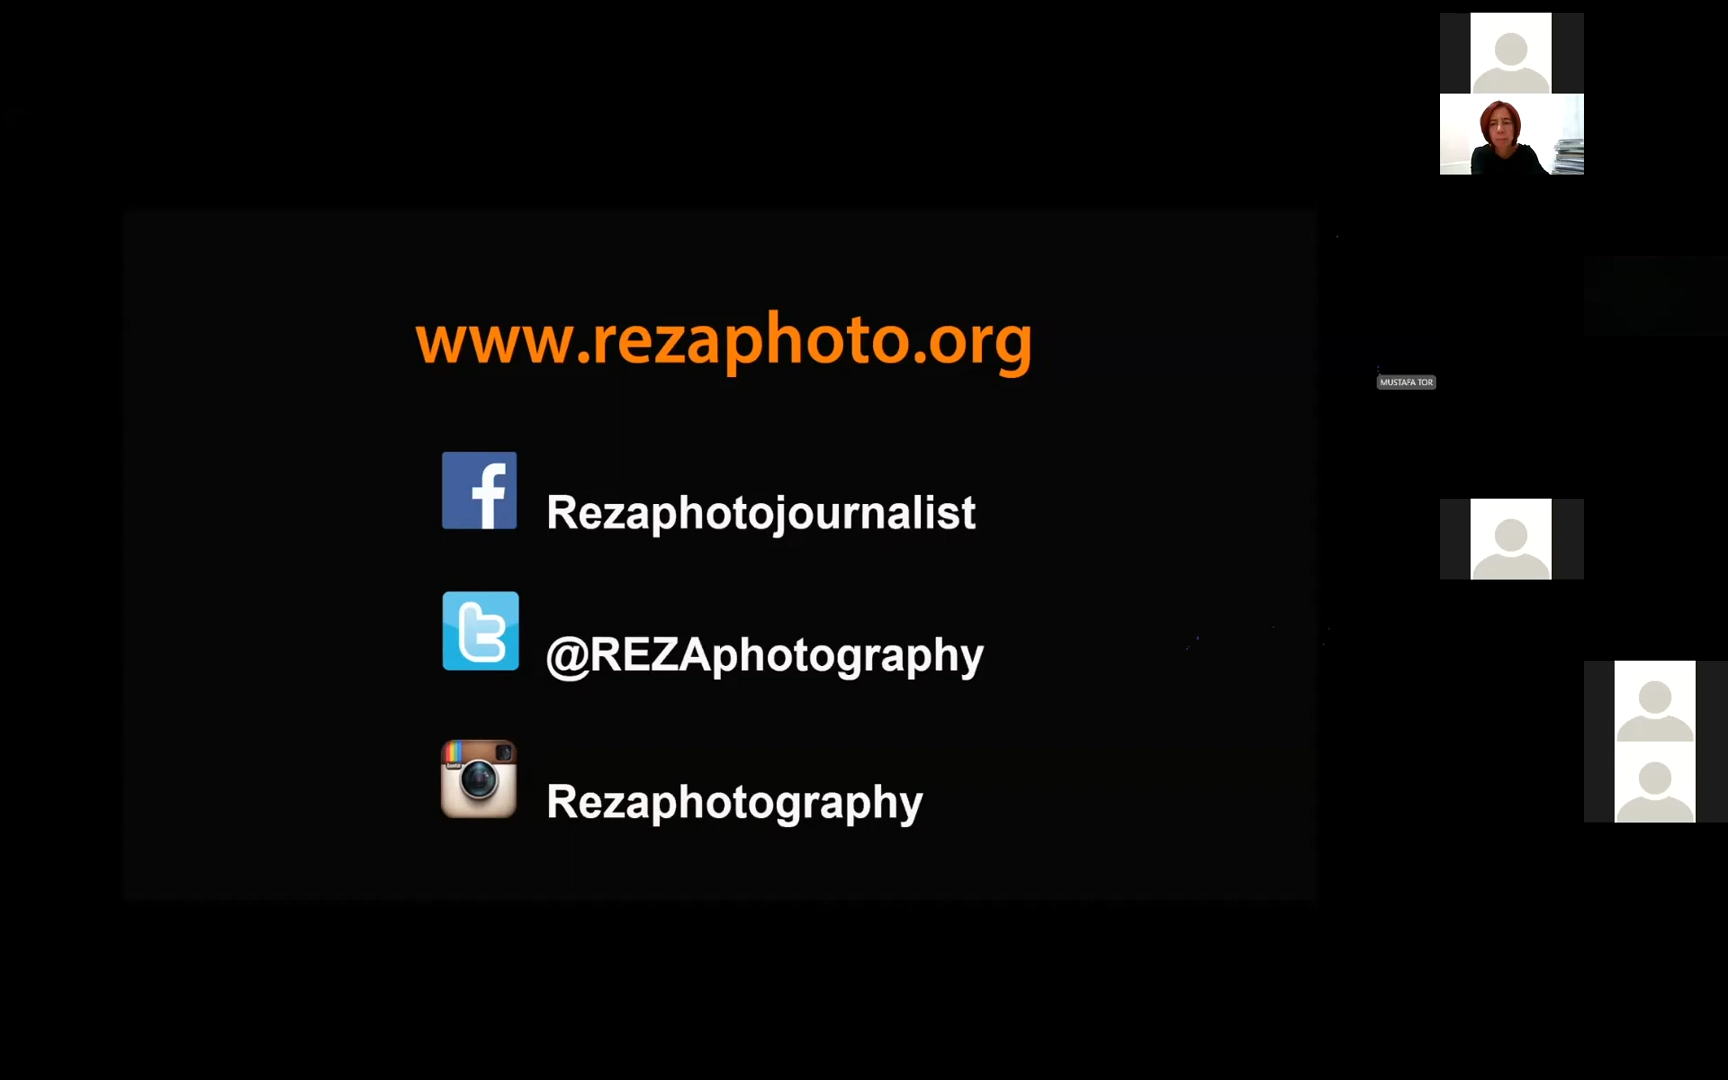 www.rezaphoto.org
Rezaphotojournalist
@REZAphotography
Rezaphotography
MUSTAFA TOR